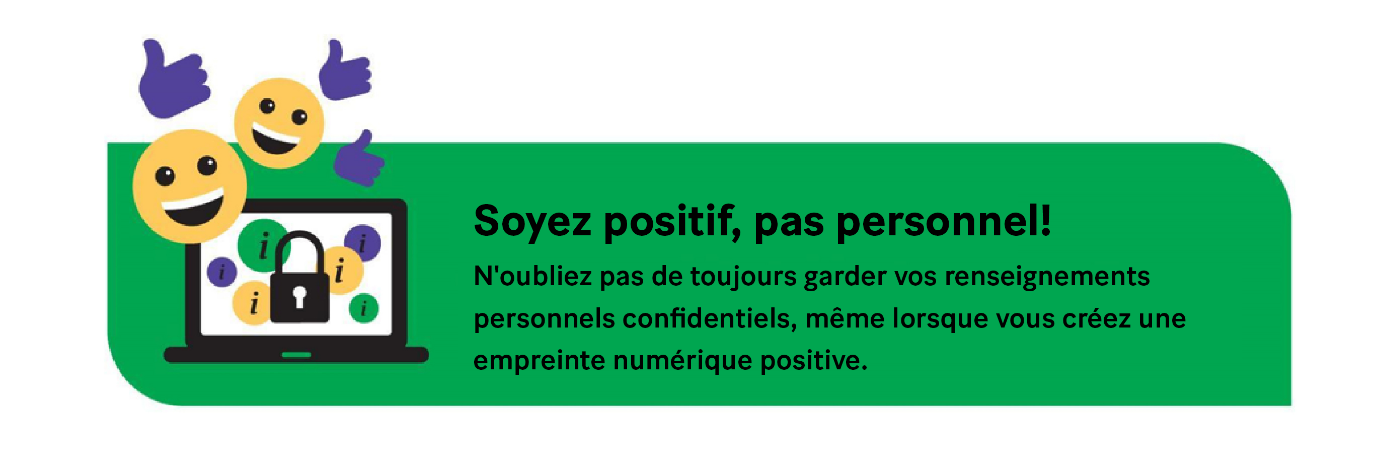 Soyez positif, pas personnel!
N'oubliez pas de toujours garder vos renseignements
personnels confidentiels, même lorsque vous créez une
empreinte numérique positive.
i
i
i
i
i
i